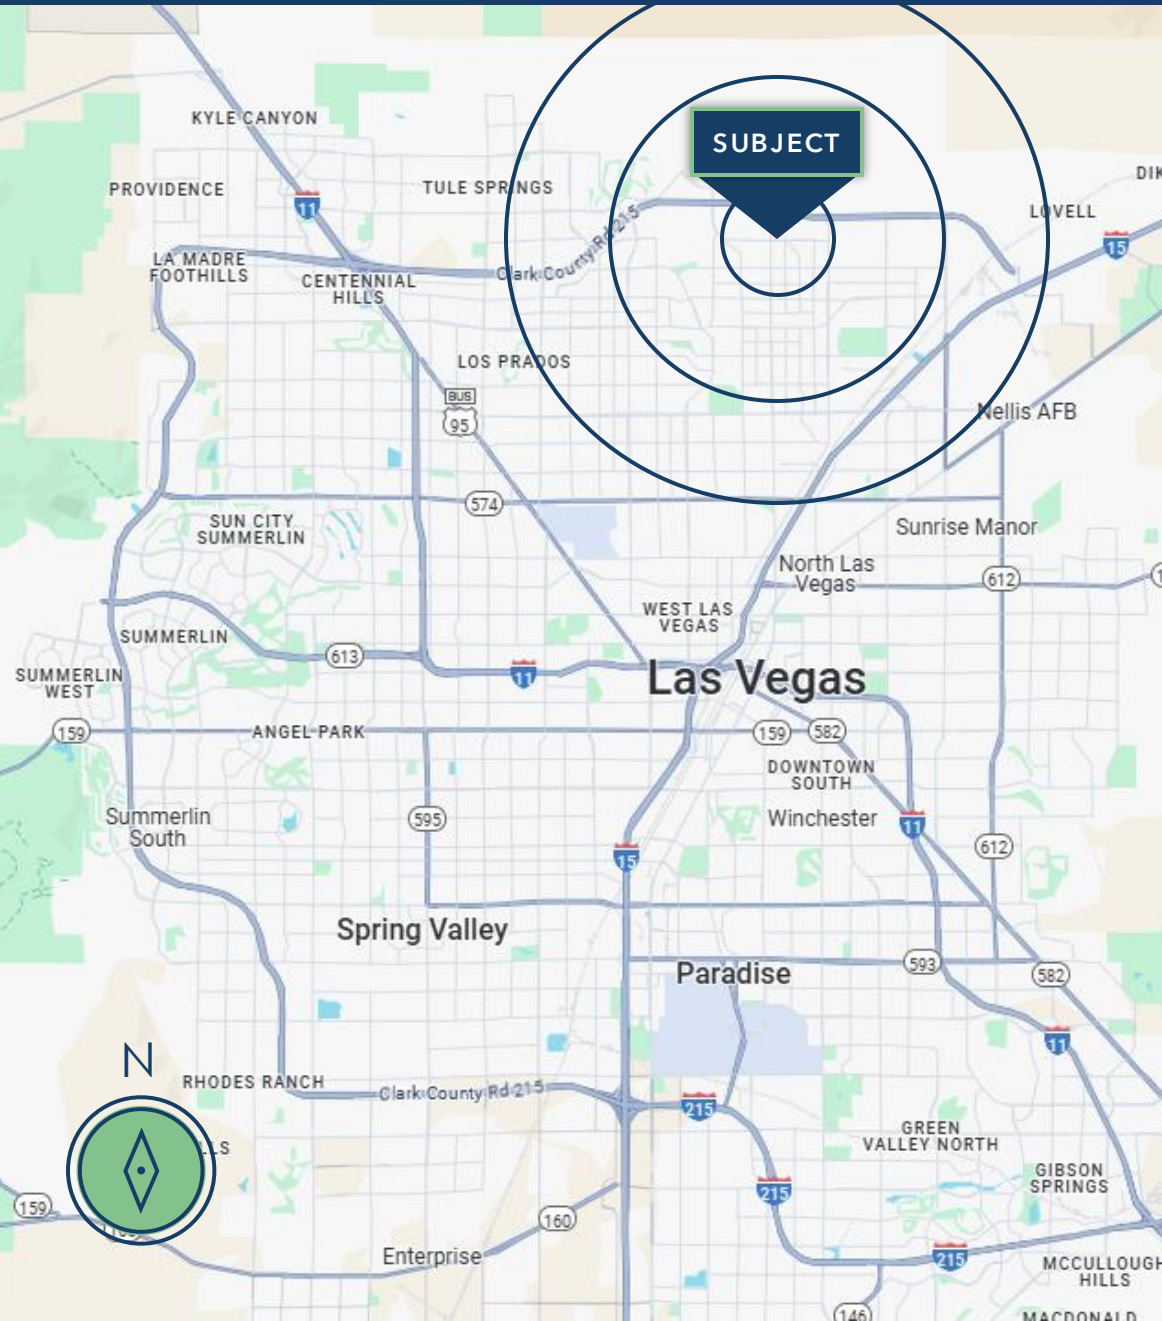 SUBJECT
KYLE CANYON
PROVIDENCE
TULE SPRINGS
11
LOVELL
15
Clark County Rd 215
LA MADRE
FOOTHILLS
CENTENNIAL
HILLS
LOS PRADOS
BUS
95
Nellis AFB
574
SUN CITY
SUMMERLIN
Sunrise Manor
North Las
Vegas
612
WEST LAS
VEGAS
SUMMERLIN
613
11
SUMMERLIN
WEST
Las Vegas
159
ANGEL PARK
159
582
DOWNTOWN
SOUTH
Summerlin
South
595
Winchester
11
15
612
Spring Valley
593
Paradise
582
11
N
RHODES RANCH
Clark County Rd 215
215
GREEN
VALLEY NORTH
GIBSON
SPRINGS
215
159
160
Enterprise
215
MCCULLOUGH
HILLS
146
MACDONALD